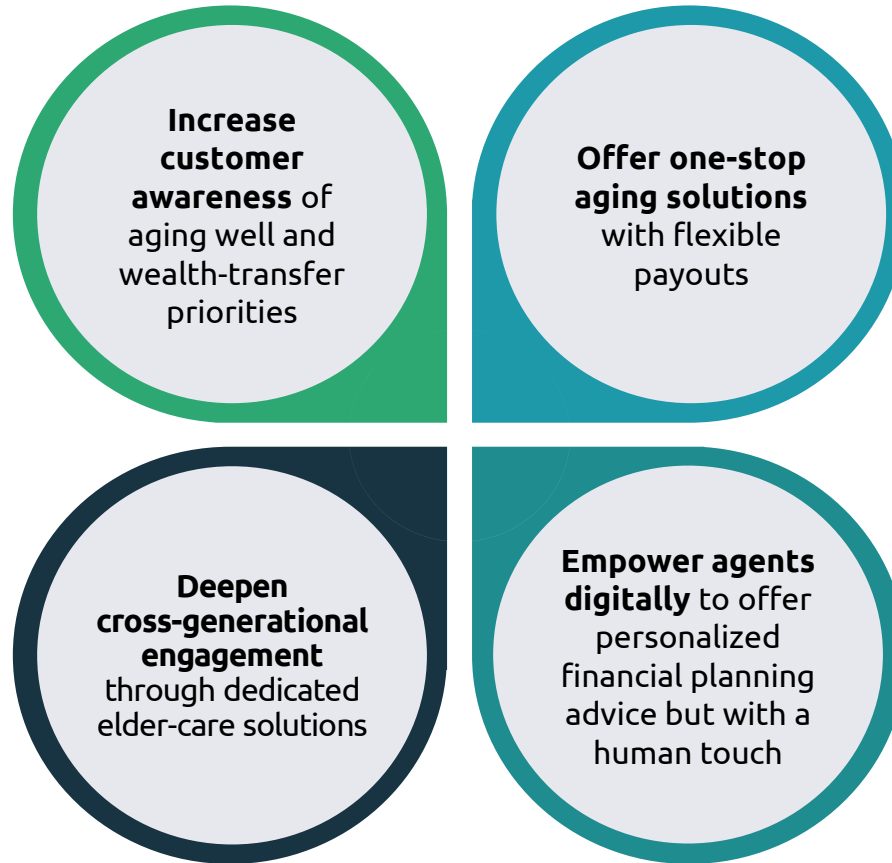 Increase
customer
awareness of
aging well and
wealth-transfer
priorities
Offer one-stop
aging solutions
with flexible
payouts
Deepen
cross-generational
engagement
through dedicated
elder-care solutions
Empower agents
digitally to offer
personalized
financial planning
advice but with a
human touch